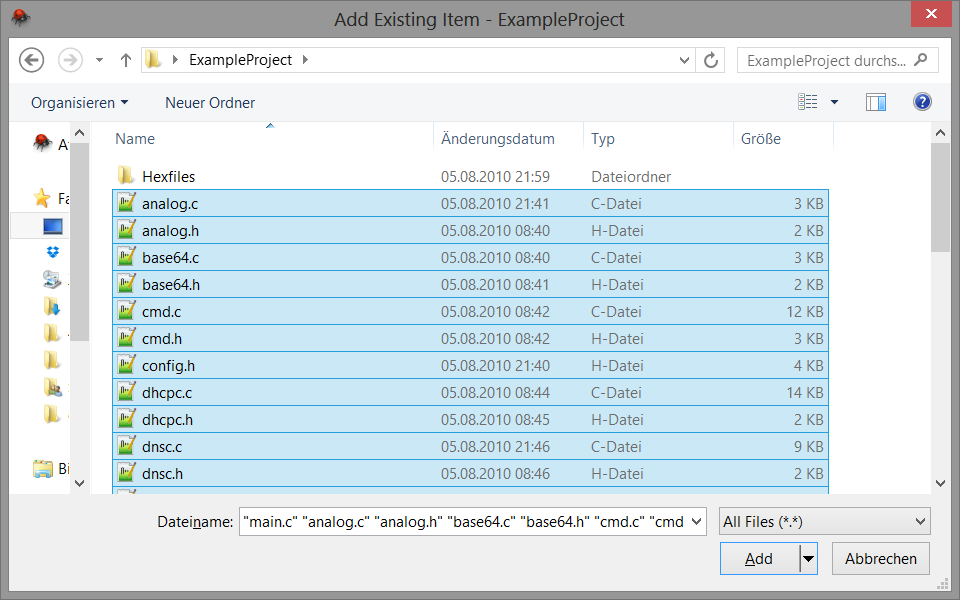 Add Existing Item - ExampleProject
ExampleProject
ExampleProject durchs...
Organisieren Neuer Ordner
Name Änderungsdatum Typ Größe
Hexfiles 05.08.2010 21:59 Dateiordner
analog.c 05.08.2010 21:41 C-Datei 3 KB
analog.h 05.08.2010 08:40 H-Datei 2 KB
base64.c 05.08.2010 08:40 C-Datei 3 KB
base64.h 05.08.2010 08:41 H-Datei 2 KB
cmd.c 05.08.2010 08:42 C-Datei 12 KB
cmd.h 05.08.2010 08:42 H-Datei 3 KB
config.h 05.08.2010 21:40 H-Datei 4 KB
dhcpc.c 05.08.2010 08:44 C-Datei 14 KB
dhcpc.h 05.08.2010 08:45 H-Datei 2 KB
dnsc.c 05.08.2010 21:46 C-Datei 9 KB
dnsc.h 05.08.2010 08:46 H-Datei 2 KB
Dateiname: "main.c" "analog.c" "analog.h" "base64.c" "base64.h" "cmd.c" "cmd All Files (*.*)
Add Abbrechen